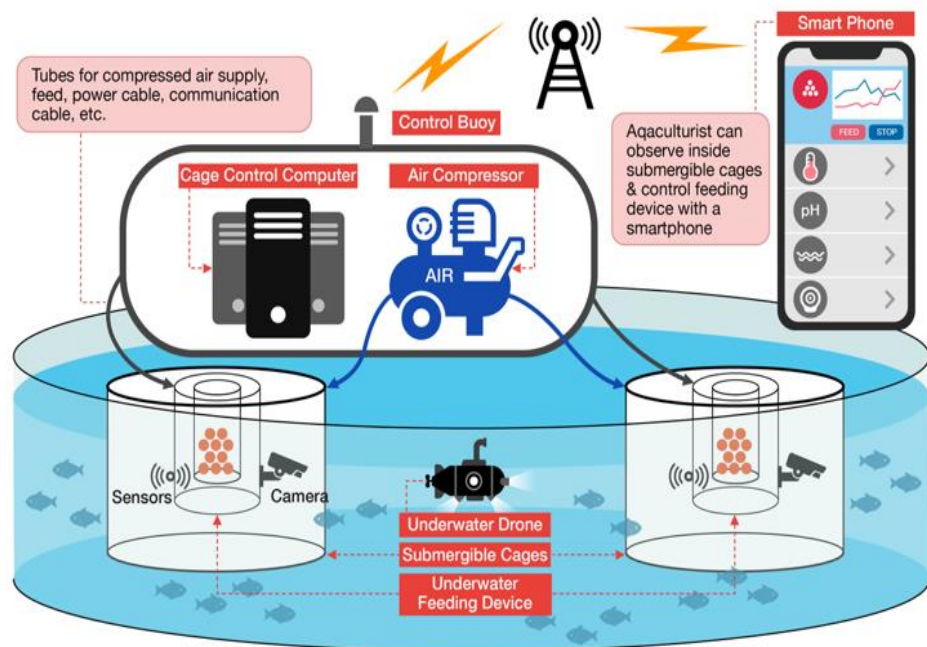 Smart Phone
Tubes for compressed air supply,
feed, power cable, communication
cable, etc.
Control Buoy
Cage Control Computer
Air Compressor
AIR
Aqaculturist can
observe inside
submergible cages
& control feeding
device with a
smartphone
FEED
STOP
pH
Sensors
Camera
Underwater Drone
Submergible Cages
Underwater
Feeding Device